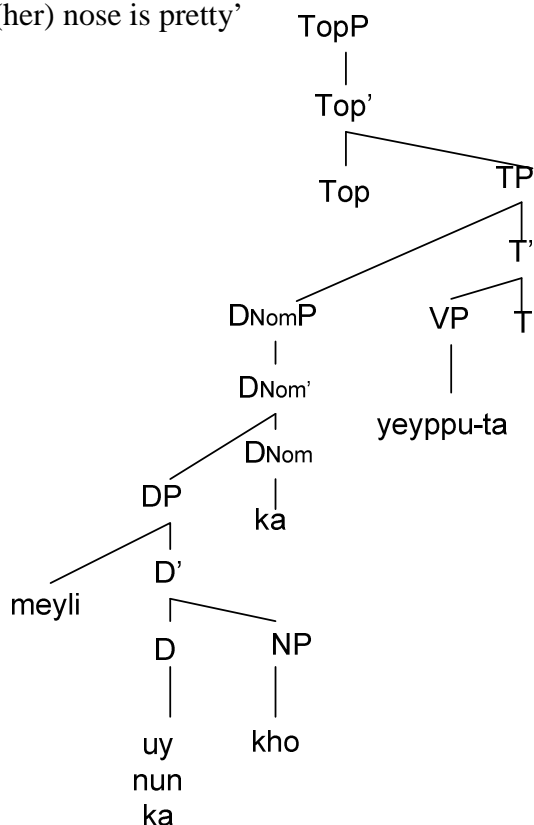 (her) nose is pretty’
TopP
Top’
Top TP
T’
DNomP VP T
DNom’
yeyppu-ta
DNom
DP
ka
D’
meyli
D NP
uy kho
nun
ka